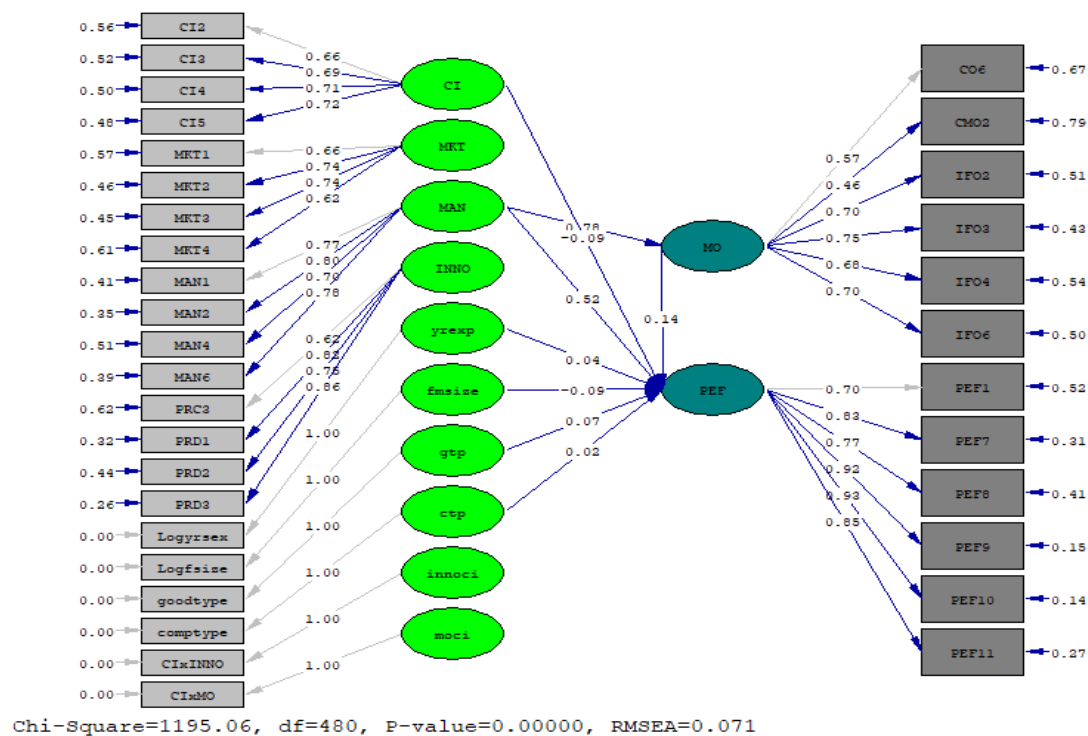 0.56 CI2
0.52 CI3
0.50 CI4
0.48 CI5
0.57 MKT1
0.46 MKT2
0.45 MKT3
0.61 MKT4
0.41 MAN1
0.35 MAN2
0.51 MAN4
0.39 MAN6
0.62 PRC3
0.32 PRD1
0.44 PRD2
0.26 PRD3
0.00 Logyrsex
0.00 Logfsize
0.00 goodtype
0.00 comptype
0.00 CIxINNO
0.00 CIxMO
0.66
0.69
0.71
0.72
0.66
0.74
0.74
0.62
0.77
0.80
0.70
0.78
0.62
0.82
0.75
0.86
1.00
1.00
1.00
1.00
1.00
1.00
CI
MKT
MAN
INNO
yrexp
fmsize
gtp
ctp
innoci
moci
0.78
-0.09
0.52
0.14
0.04
-0.09
0.07
0.02
MO
PEF
0.57
0.46
0.70
0.75
0.68
0.70
0.70
0.83
0.77
0.92
0.93
0.85
CO6 0.67
CMO2 0.79
IFO2 0.51
IFO3 0.43
IFO4 0.54
IFO6 0.50
PEF1 0.52
PEF7 0.31
PEF8 0.41
PEF9 0.15
PEF10 0.14
PEF11 0.27
Chi-Square=1195.06, df=480, P-value=0.00000, RMSEA=0.071